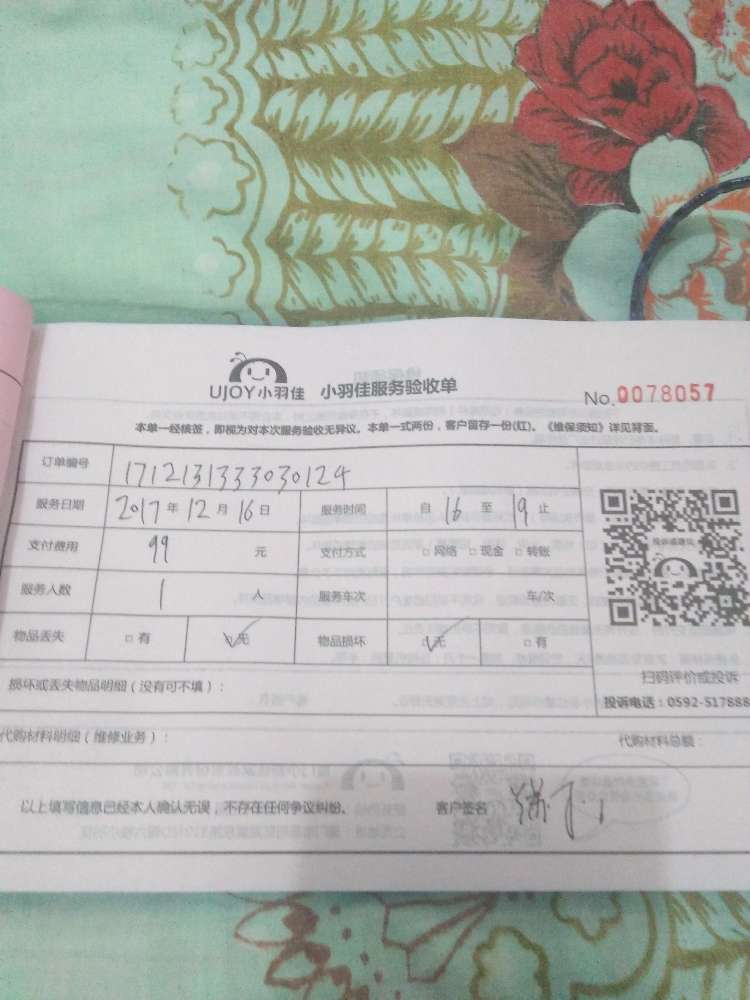 UJOY小羽佳 小羽佳服务验收单 No.0078057
本单一经核签，即视为对本次服务验收无异议。本单一式两份，客户留存一份(红)。《维保须知》详见背面。
订单编号 1712131333030124
服务日期 2017年12月16日 服务时间 自16至19止
支付费用 99元 支付方式 □网络 □现金 □转账
服务人数 1人 服务车次 车/次
物品丢失 □有 □无 物品损坏 □无 □有
扫码评价或投诉
损坏或丢失物品明细（没有可不填）：
投诉电话：0592-517888
代购材料明细（维修业务）：
代购材料总额：
以上填写信息已经本人确认无误，不存在任何争议纠纷。 客户签名